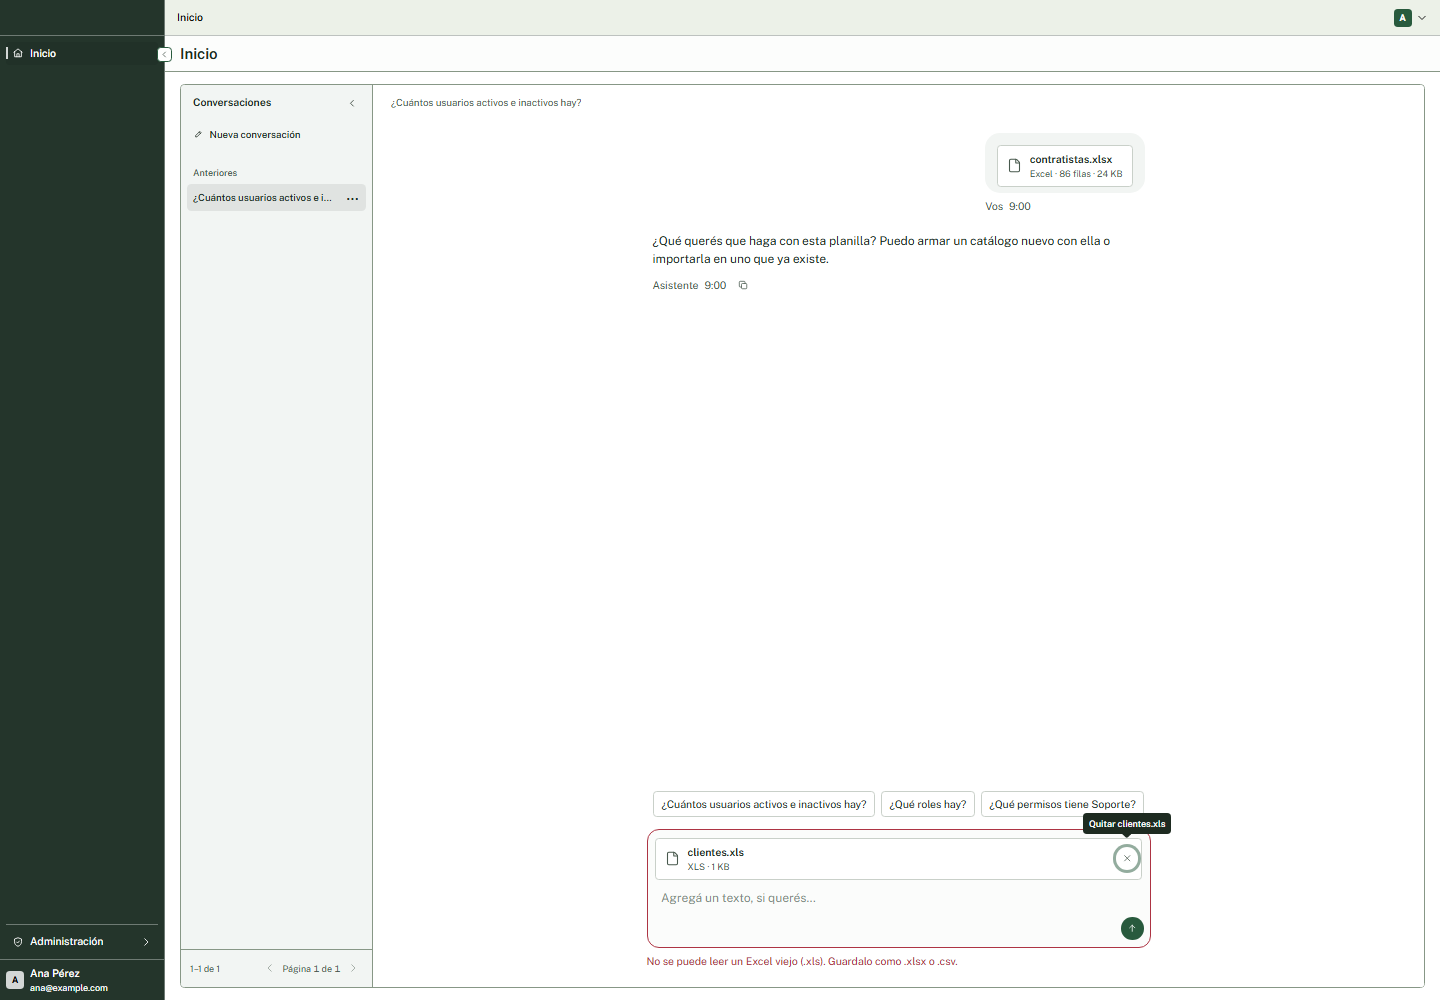 Inicio
A
Inicio
Inicio
Conversaciones
Nueva conversación
Anteriores
¿Cuántos usuarios activos e i...
1–1 de 1
Página 1 de 1
¿Cuántos usuarios activos e inactivos hay?
contratistas.xlsx
Excel · 86 filas · 24 KB
Vos 9:00
¿Qué querés que haga con esta planilla? Puedo armar un catálogo nuevo con ella o
importarla en uno que ya existe.
Asistente 9:00
¿Cuántos usuarios activos e inactivos hay?
¿Qué roles hay?
¿Qué permisos tiene Soporte?
Quitar clientes.xls
clientes.xls
XLS · 1 KB
Agregá un texto, si querés...
No se puede leer un Excel viejo (.xls). Guardalo como .xlsx o .csv.
Administración
A
Ana Pérez
ana@example.com